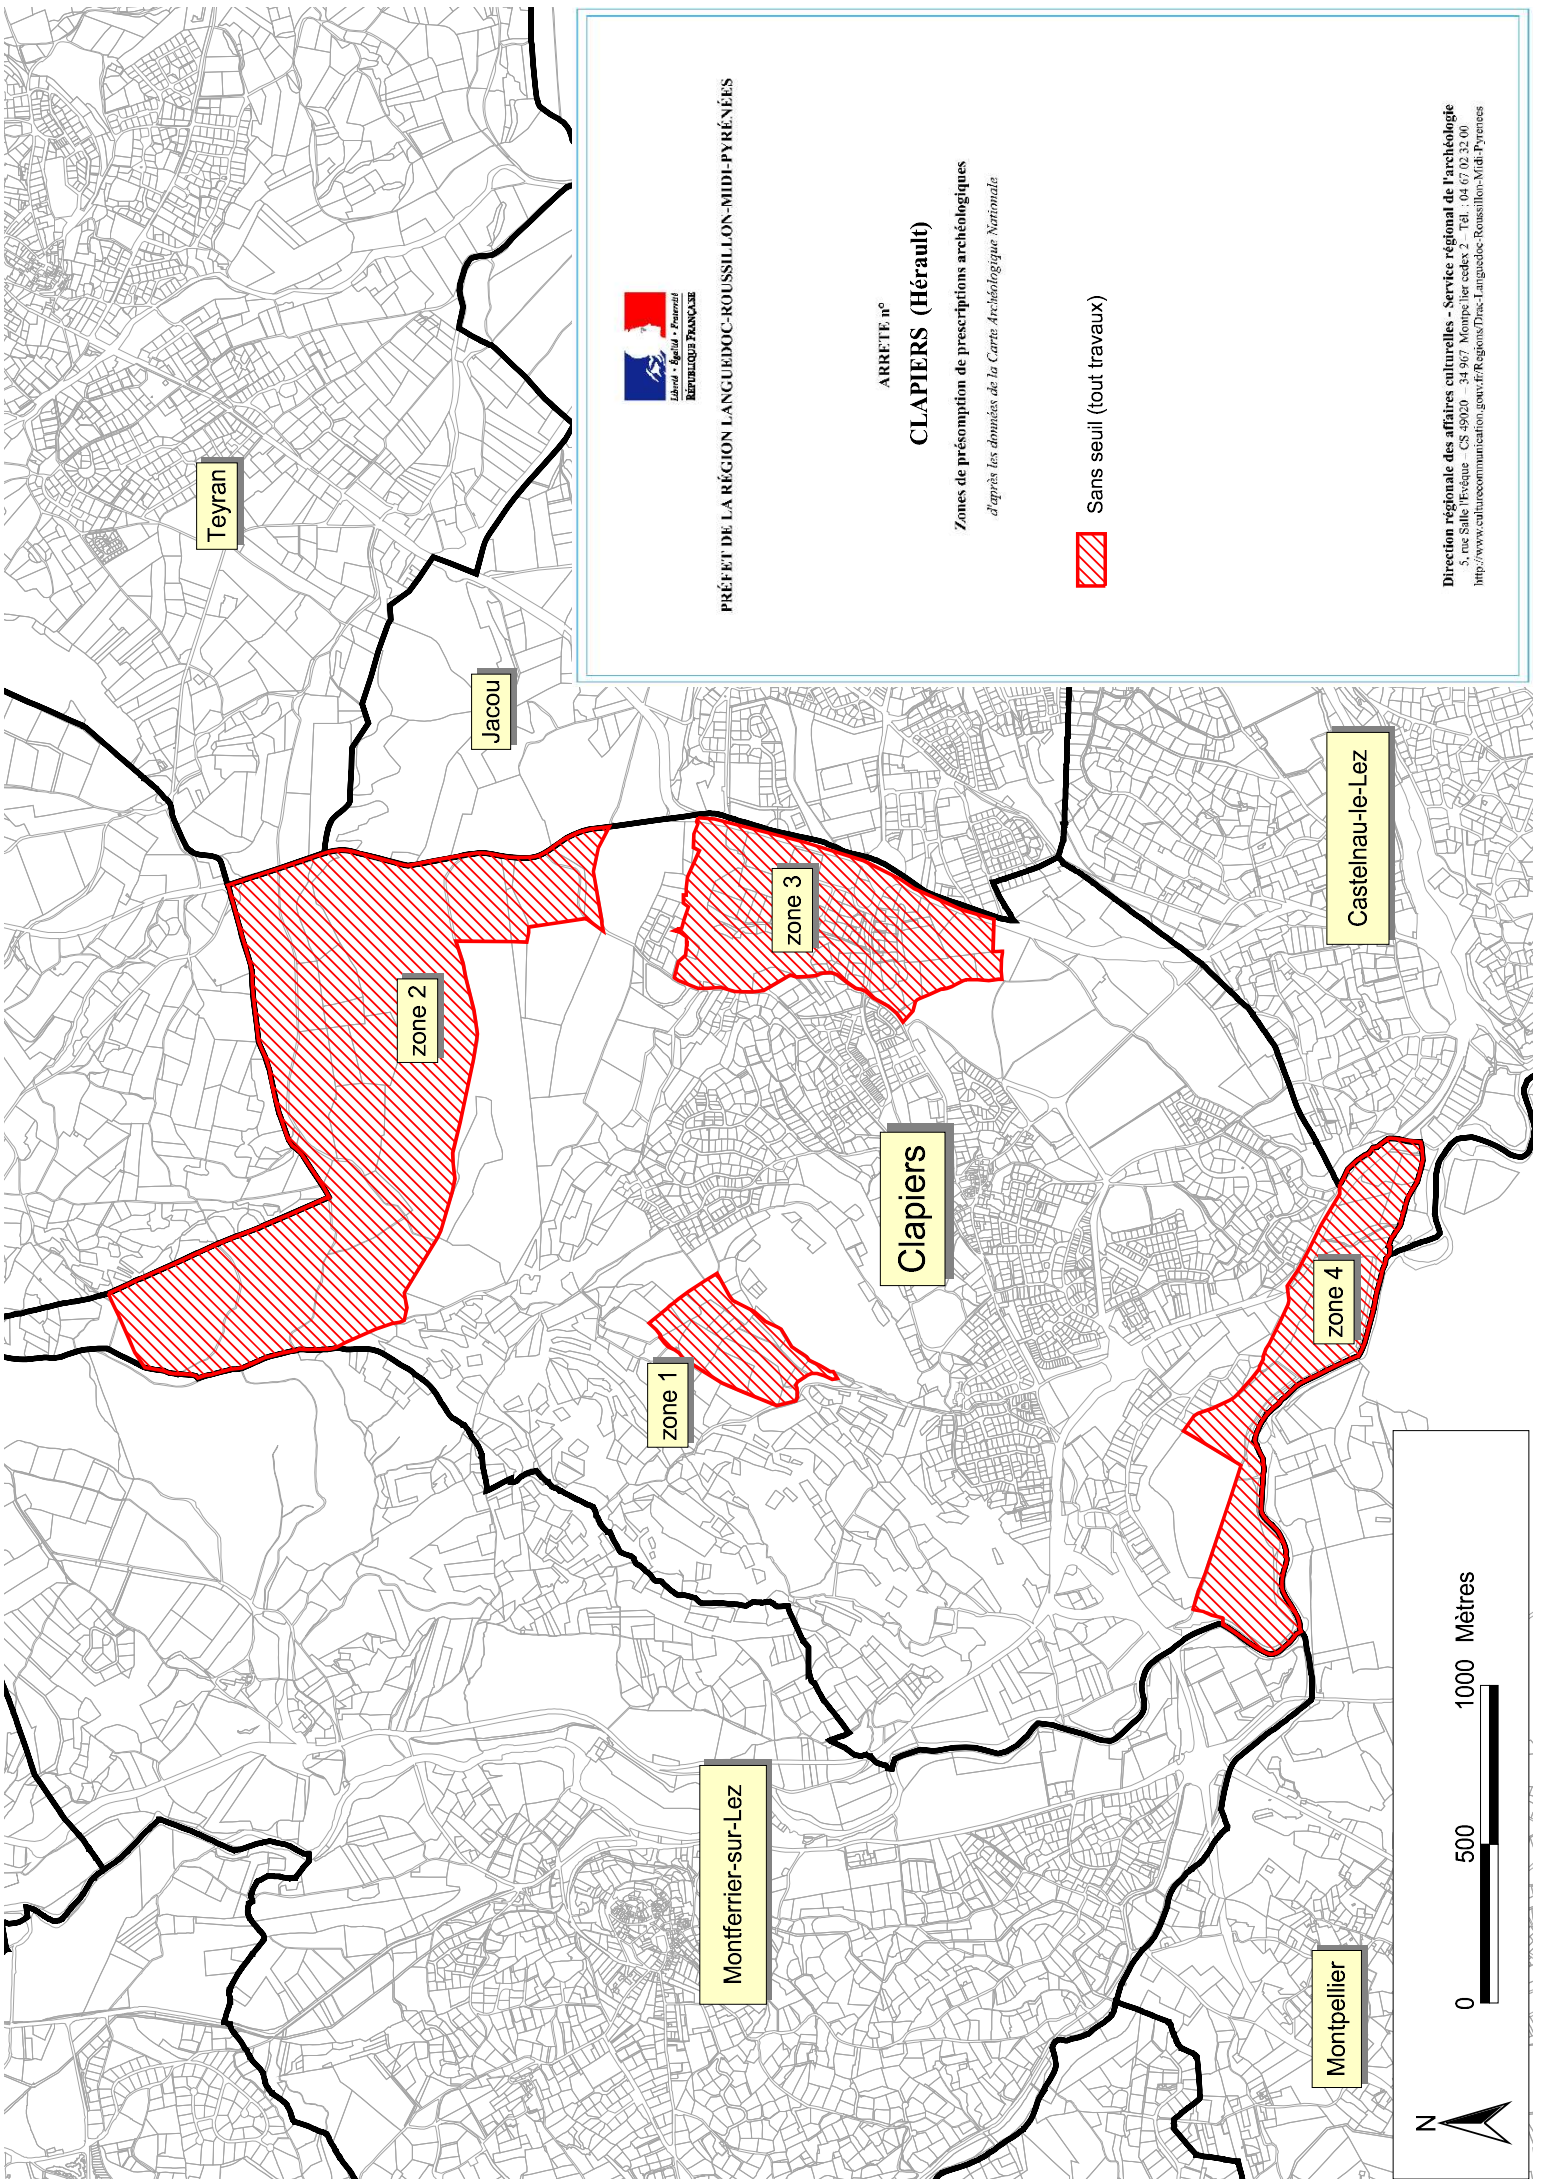 Liberté • Égalité • Fraternité
RÉPUBLIQUE FRANÇAISE
PRÉFET DE LA RÉGION LANGUEDOC-ROUSSILLON-MIDI-PYRÉNÉES
ARRETE n°
CLAPIERS (Hérault)
Zones de présomption de prescriptions archéologiques
d'après les données de la Carte Archéologique Nationale
Sans seuil (tout travaux)
Direction régionale des affaires culturelles - Service régional de l'archéologie
5, rue Salle l'Evêque – CS 49020 – 34 967 Montpellier cedex 2 – Tél. : 04 67 02 32 00
http://www.culturecommunication.gouv.fr/Regions/Drac-Languedoc-Roussillon-Midi-Pyrenees
Teyran
Jacou
zone 2
zone 3
zone 1
Clapiers
Castelnau-le-Lez
zone 4
Montferrier-sur-Lez
Montpellier
N
0 500 1000 Mètres